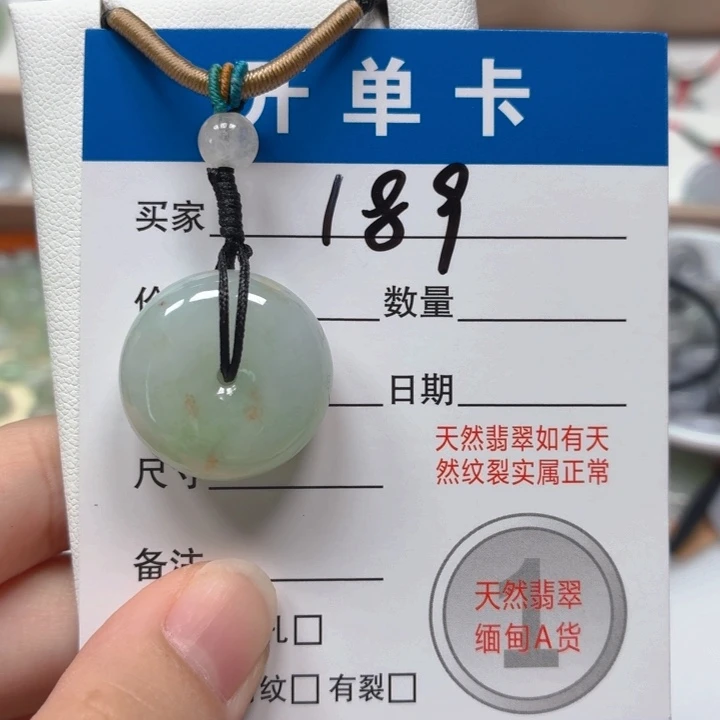 开单卡
买家 189
数量
日期
天然翡翠如有天
然纹裂实属正常
尺寸
备注
孔□
天然翡翠
缅甸A货
纹□ 有裂□